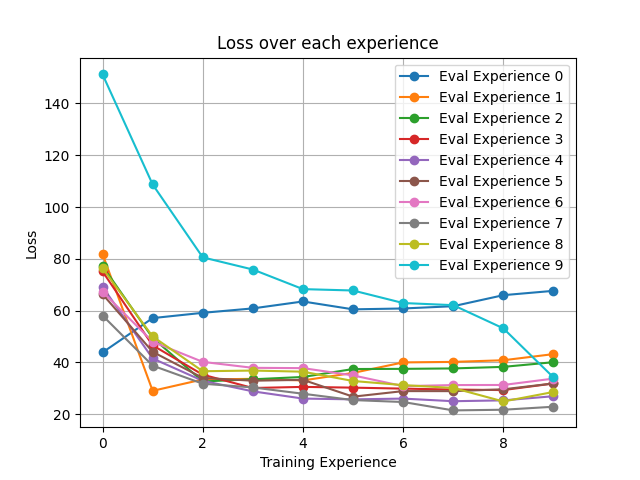 Loss over each experience
Loss
140
120
100
80
60
40
20
Eval Experience 0
Eval Experience 1
Eval Experience 2
Eval Experience 3
Eval Experience 4
Eval Experience 5
Eval Experience 6
Eval Experience 7
Eval Experience 8
Eval Experience 9
0 2 4 6 8
Training Experience